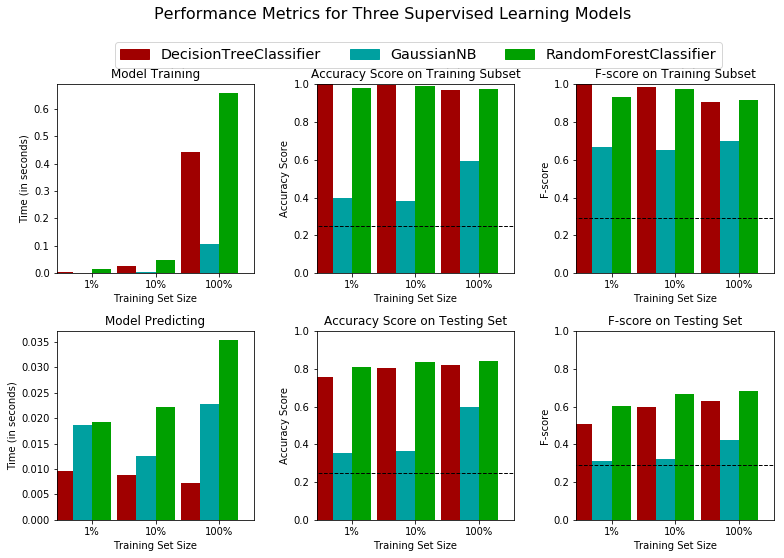 Performance Metrics for Three Supervised Learning Models
DecisionTreeClassifier GaussianNB RandomForestClassifier
Model Training
Time (in seconds)
0.6
0.5
0.4
0.3
0.2
0.1
0.0
1% 10% 100%
Training Set Size
Accuracy Score on Training Subset
Accuracy Score
1.0
0.8
0.6
0.4
0.2
0.0
1% 10% 100%
Training Set Size
F-score on Training Subset
F-score
1.0
0.8
0.6
0.4
0.2
0.0
1% 10% 100%
Training Set Size
Model Predicting
Time (in seconds)
0.035
0.030
0.025
0.020
0.015
0.010
0.005
0.000
1% 10% 100%
Training Set Size
Accuracy Score on Testing Set
Accuracy Score
1.0
0.8
0.6
0.4
0.2
0.0
1% 10% 100%
Training Set Size
F-score on Testing Set
F-score
1.0
0.8
0.6
0.4
0.2
0.0
1% 10% 100%
Training Set Size